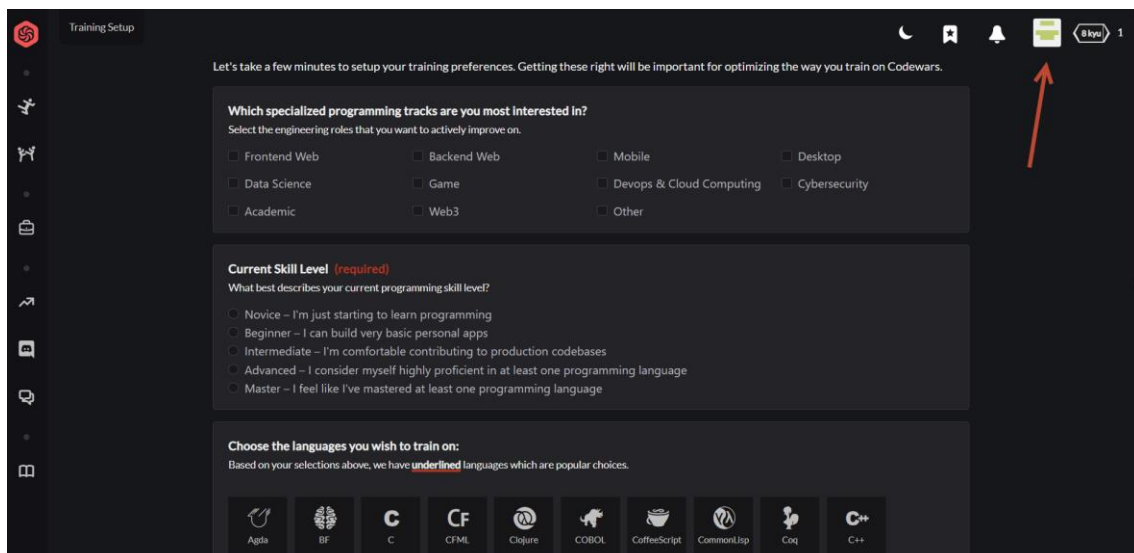 Training Setup
8 kyu 1
Let's take a few minutes to setup your training preferences. Getting these right will be important for optimizing the way you train on Codewars.
Which specialized programming tracks are you most interested in?
Select the engineering roles that you want to actively improve on.
Frontend Web Backend Web Mobile Desktop
Data Science Game Devops & Cloud Computing Cybersecurity
Academic Web3 Other
Current Skill Level (required)
What best describes your current programming skill level?
Novice – I'm just starting to learn programming
Beginner – I can build very basic personal apps
Intermediate – I'm comfortable contributing to production codebases
Advanced – I consider myself highly proficient in at least one programming language
Master – I feel like I've mastered at least one programming language
Choose the languages you wish to train on:
Based on your selections above, we have underlined languages which are popular choices.
C CF C++
Agda BF C CFML Clojure COBOL CoffeeScript CommonLisp Coq C++